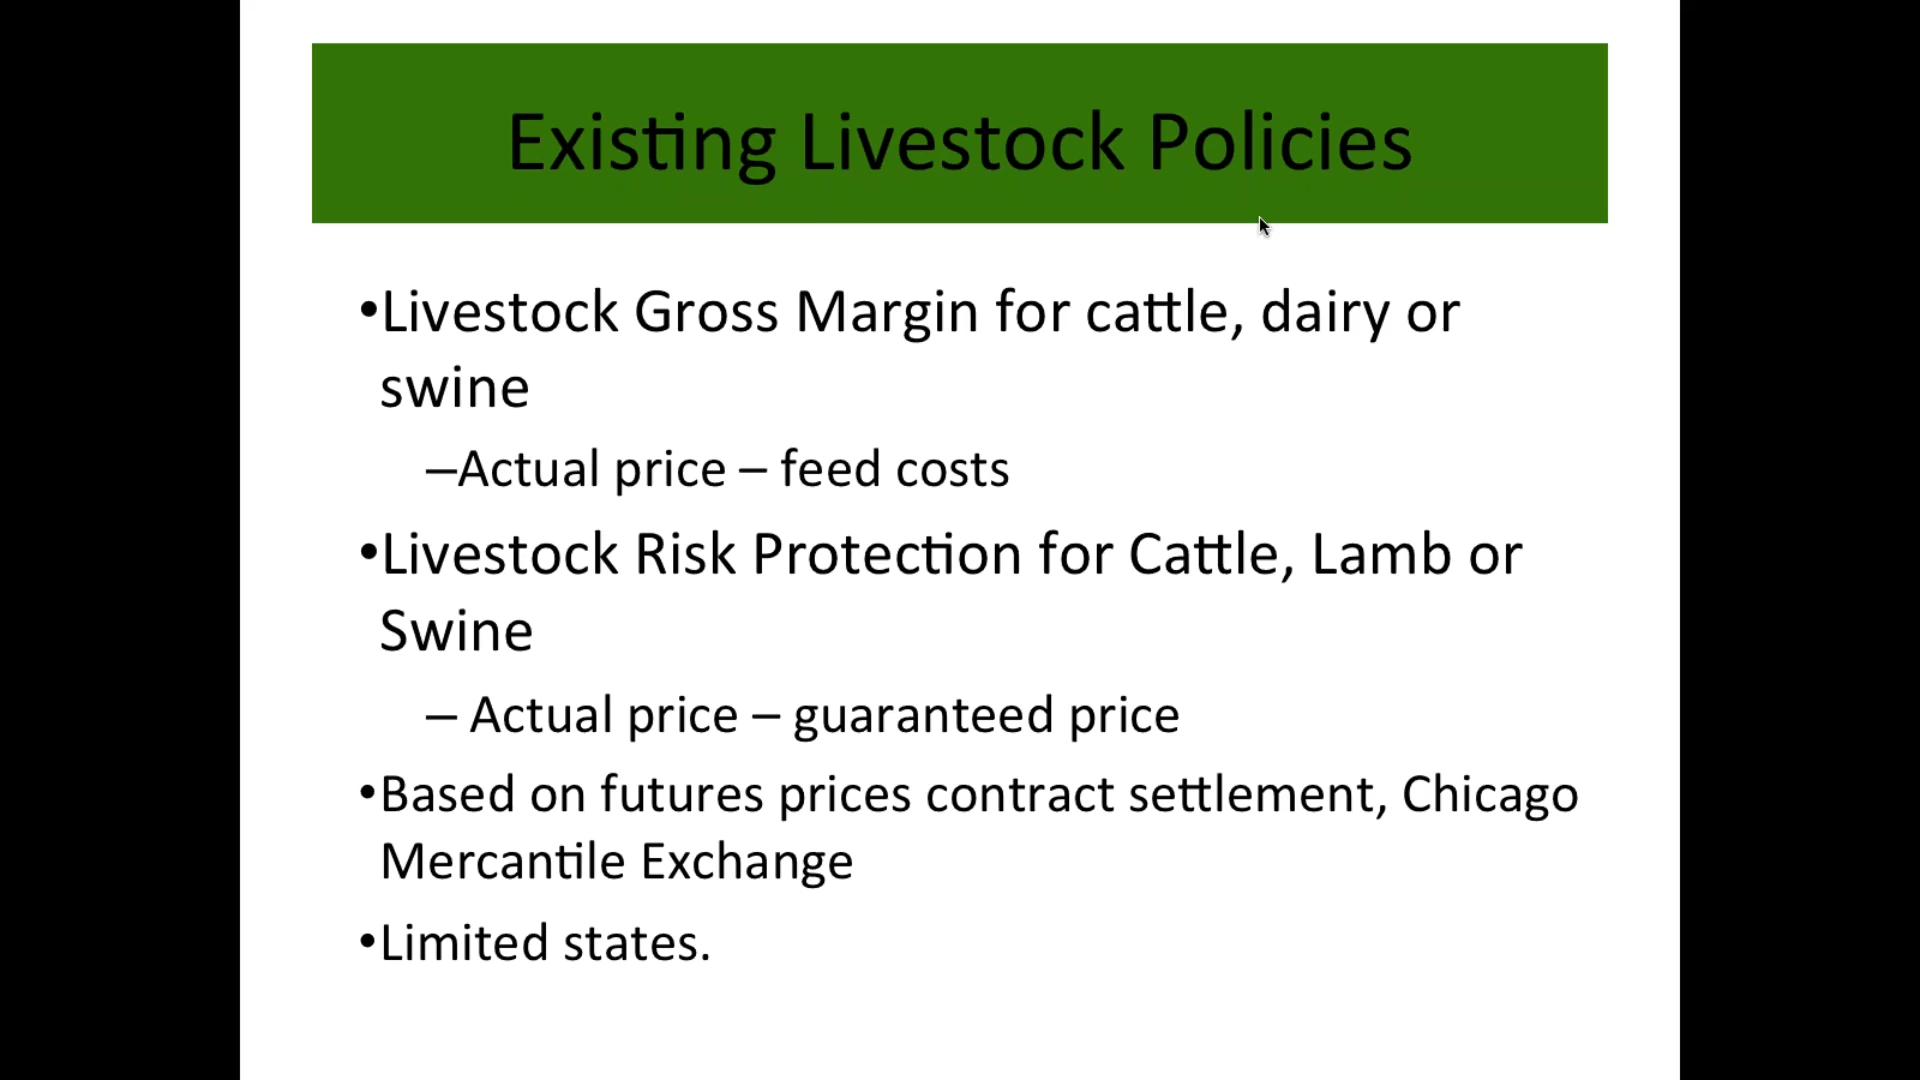 Existing Livestock Policies
•Livestock Gross Margin for cattle, dairy or
swine
–Actual price – feed costs
•Livestock Risk Protection for Cattle, Lamb or
Swine
– Actual price – guaranteed price
•Based on futures prices contract settlement, Chicago
Mercantile Exchange
•Limited states.